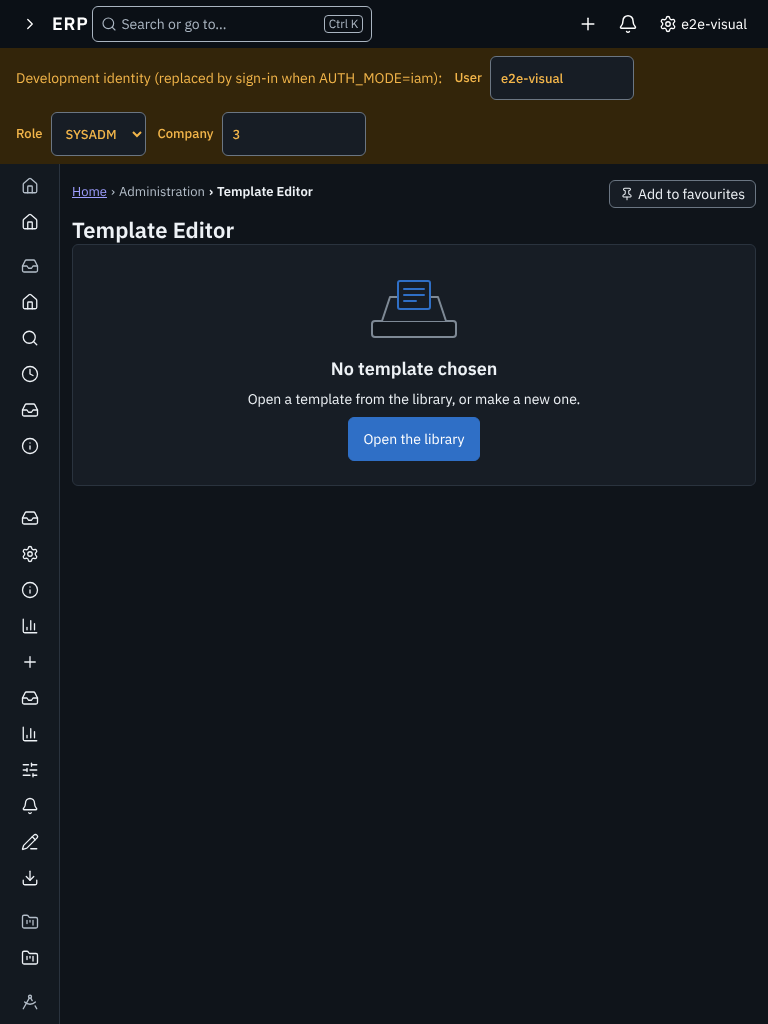 ERP
Search or go to...
Ctrl K
e2e-visual
Development identity (replaced by sign-in when AUTH_MODE=iam):
User
e2e-visual
Role
SYSADM
Company
3
Home › Administration › Template Editor
Add to favourites
Template Editor
No template chosen
Open a template from the library, or make a new one.
Open the library